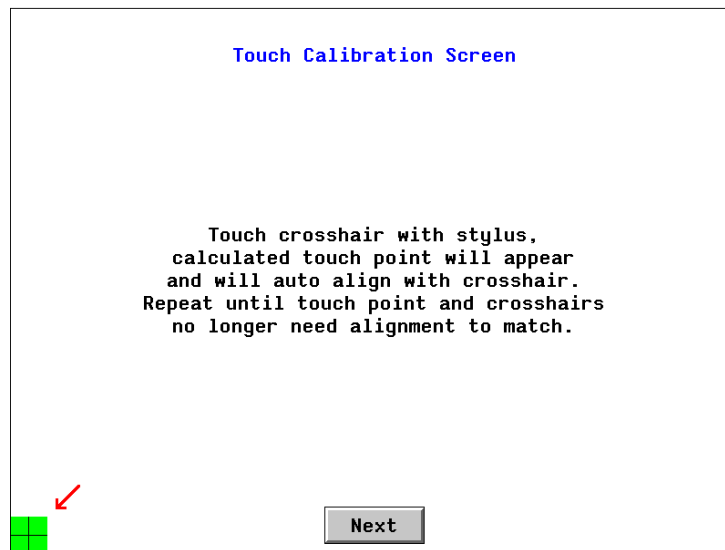 Touch Calibration Screen
Touch crosshair with stylus,
calculated touch point will appear
and will auto align with crosshair.
Repeat until touch point and crosshairs
no longer need alignment to match.
Next